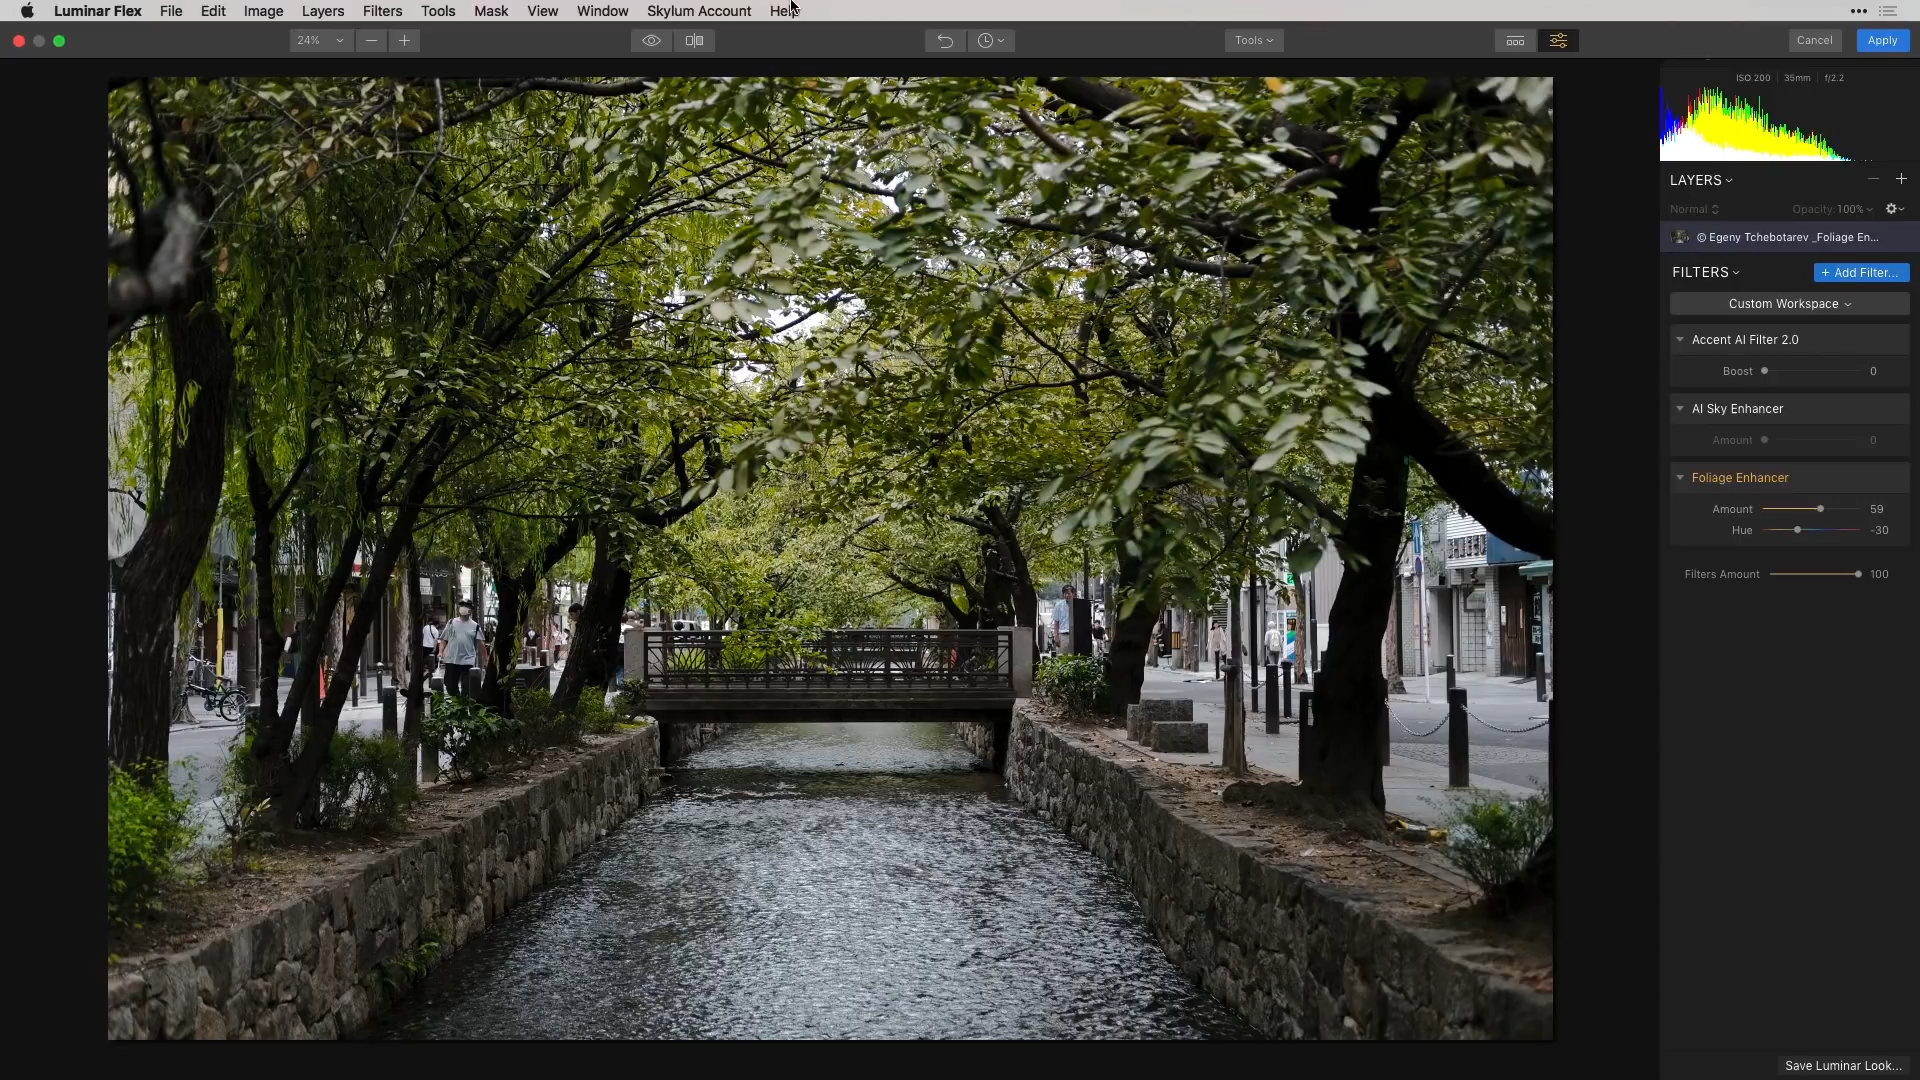 Luminar Flex File Edit Image Layers Filters Tools Mask View Window Skylum Account Help
24% Tools Cancel Apply
ISO 200 35mm f/2.2
LAYERS
Normal Opacity: 100%
© Egeny Tchebotarev _Foliage En...
FILTERS + Add Filter...
Custom Workspace
Accent AI Filter 2.0
Boost 0
AI Sky Enhancer
Amount 0
Foliage Enhancer
Amount 59
Hue -30
Filters Amount 100
Save Luminar Look...